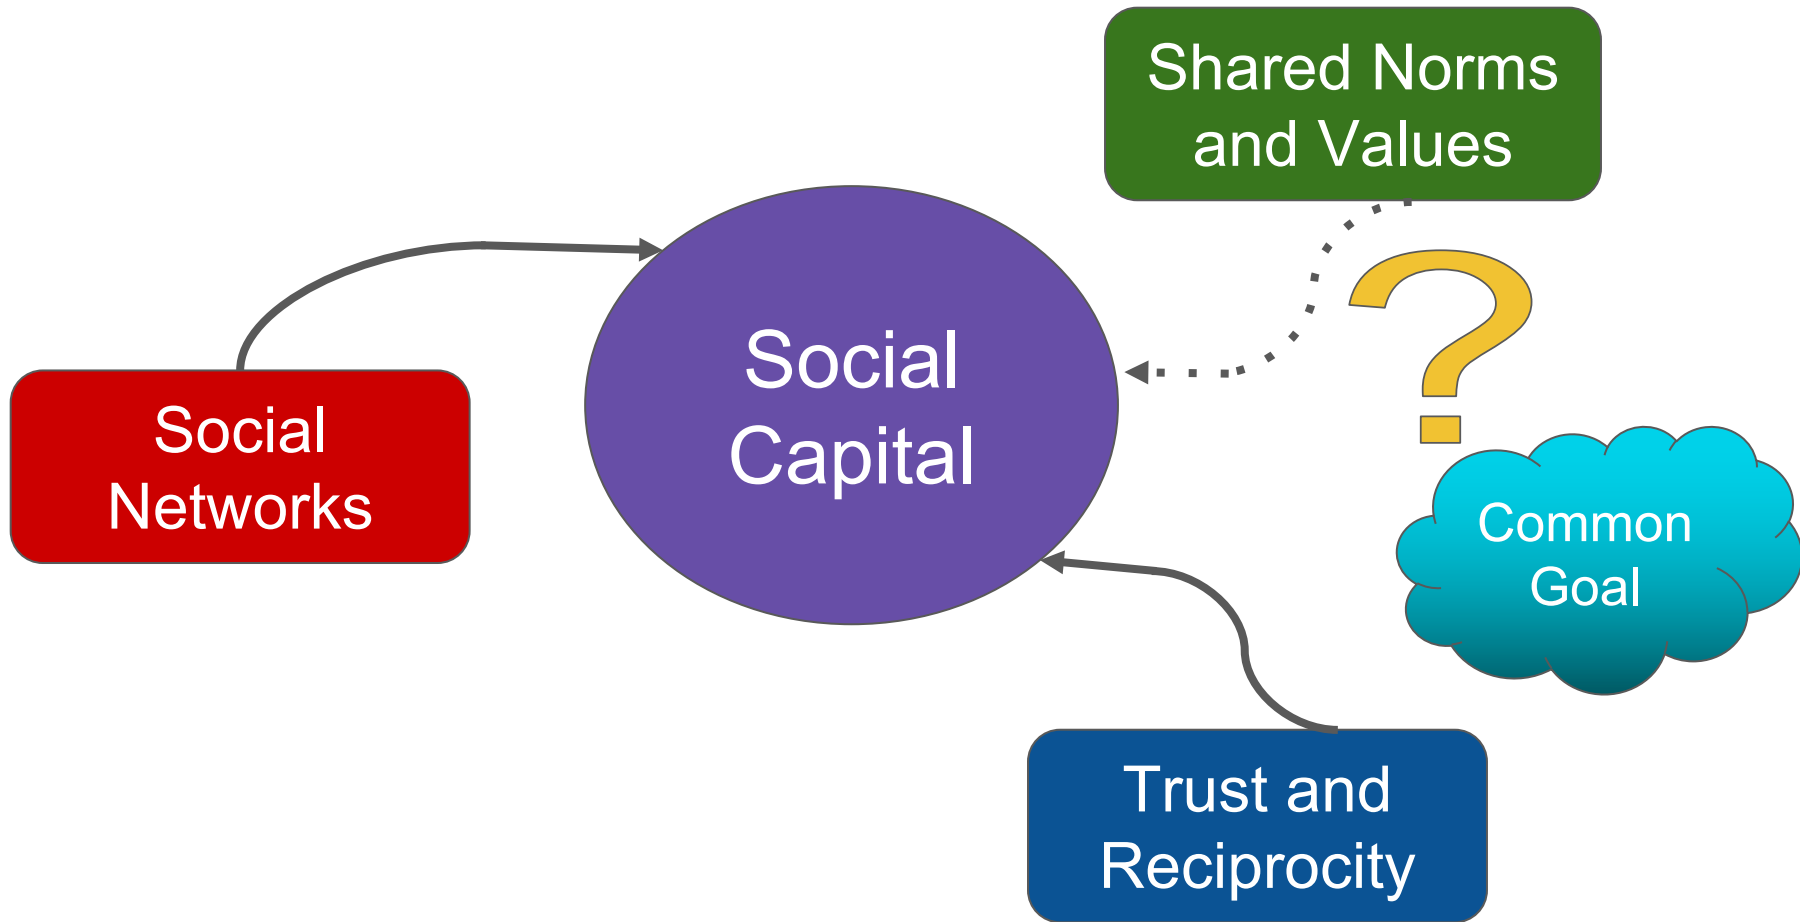 Shared Norms
and Values
Social
Capital
Social
Networks
?
Common
Goal
Trust and
Reciprocity